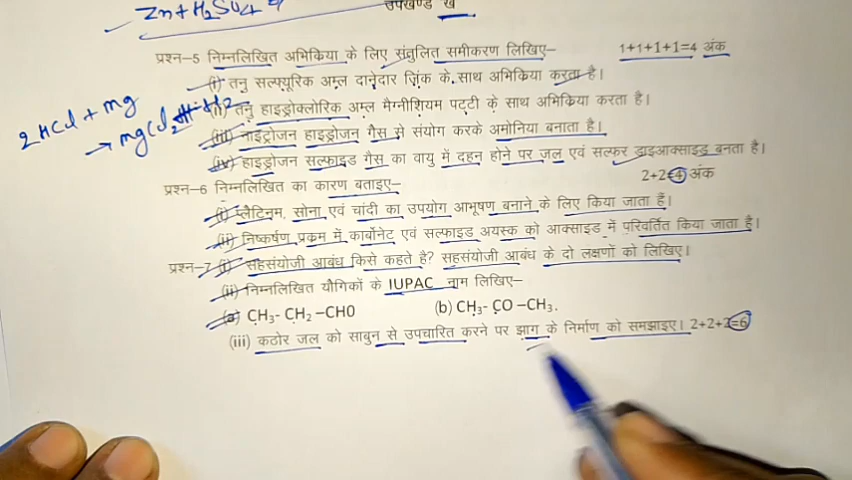 Zn+H2SO4
उपखण्ड ख
प्रश्न–5 निम्नलिखित अभिक्रिया के लिए संतुलित समीकरण लिखिए– 1+1+1+1=4 अंक
(i) तनु सल्फ्यूरिक अम्ल दानेदार ज़िंक के साथ अभिक्रिया करता है।
(ii) तनु हाइड्रोक्लोरिक अम्ल मैग्नीशियम पट्टी के साथ अभिक्रिया करता है।
2HCl + mg
→ mgCl2 + H2
(iii) नाइट्रोजन हाइड्रोजन गैस से संयोग करके अमोनिया बनाता है।
(iv) हाइड्रोजन सल्फाइड गैस का वायु में दहन होने पर जल एवं सल्फर डाइआक्साइड बनता है।
प्रश्न–6 निम्नलिखित का कारण बताइए– 2+2=4 अंक
(i) प्लैटिनम, सोना एवं चांदी का उपयोग आभूषण बनाने के लिए किया जाता है।
(ii) निष्कर्षण प्रक्रम में कार्बोनेट एवं सल्फाइड अयस्क को आक्साइड में परिवर्तित किया जाता है।
प्रश्न–7 (i) सहसंयोजी आबंध किसे कहते है? सहसंयोजी आबंध के दो लक्षणों को लिखिए।
(ii) निम्नलिखित यौगिकों के IUPAC नाम लिखिए–
(a) CH3- CH2 –CHO (b) CH3- CO –CH3.
(iii) कठोर जल को साबुन से उपचारित करने पर झाग के निर्माण को समझाइए। 2+2+2=6